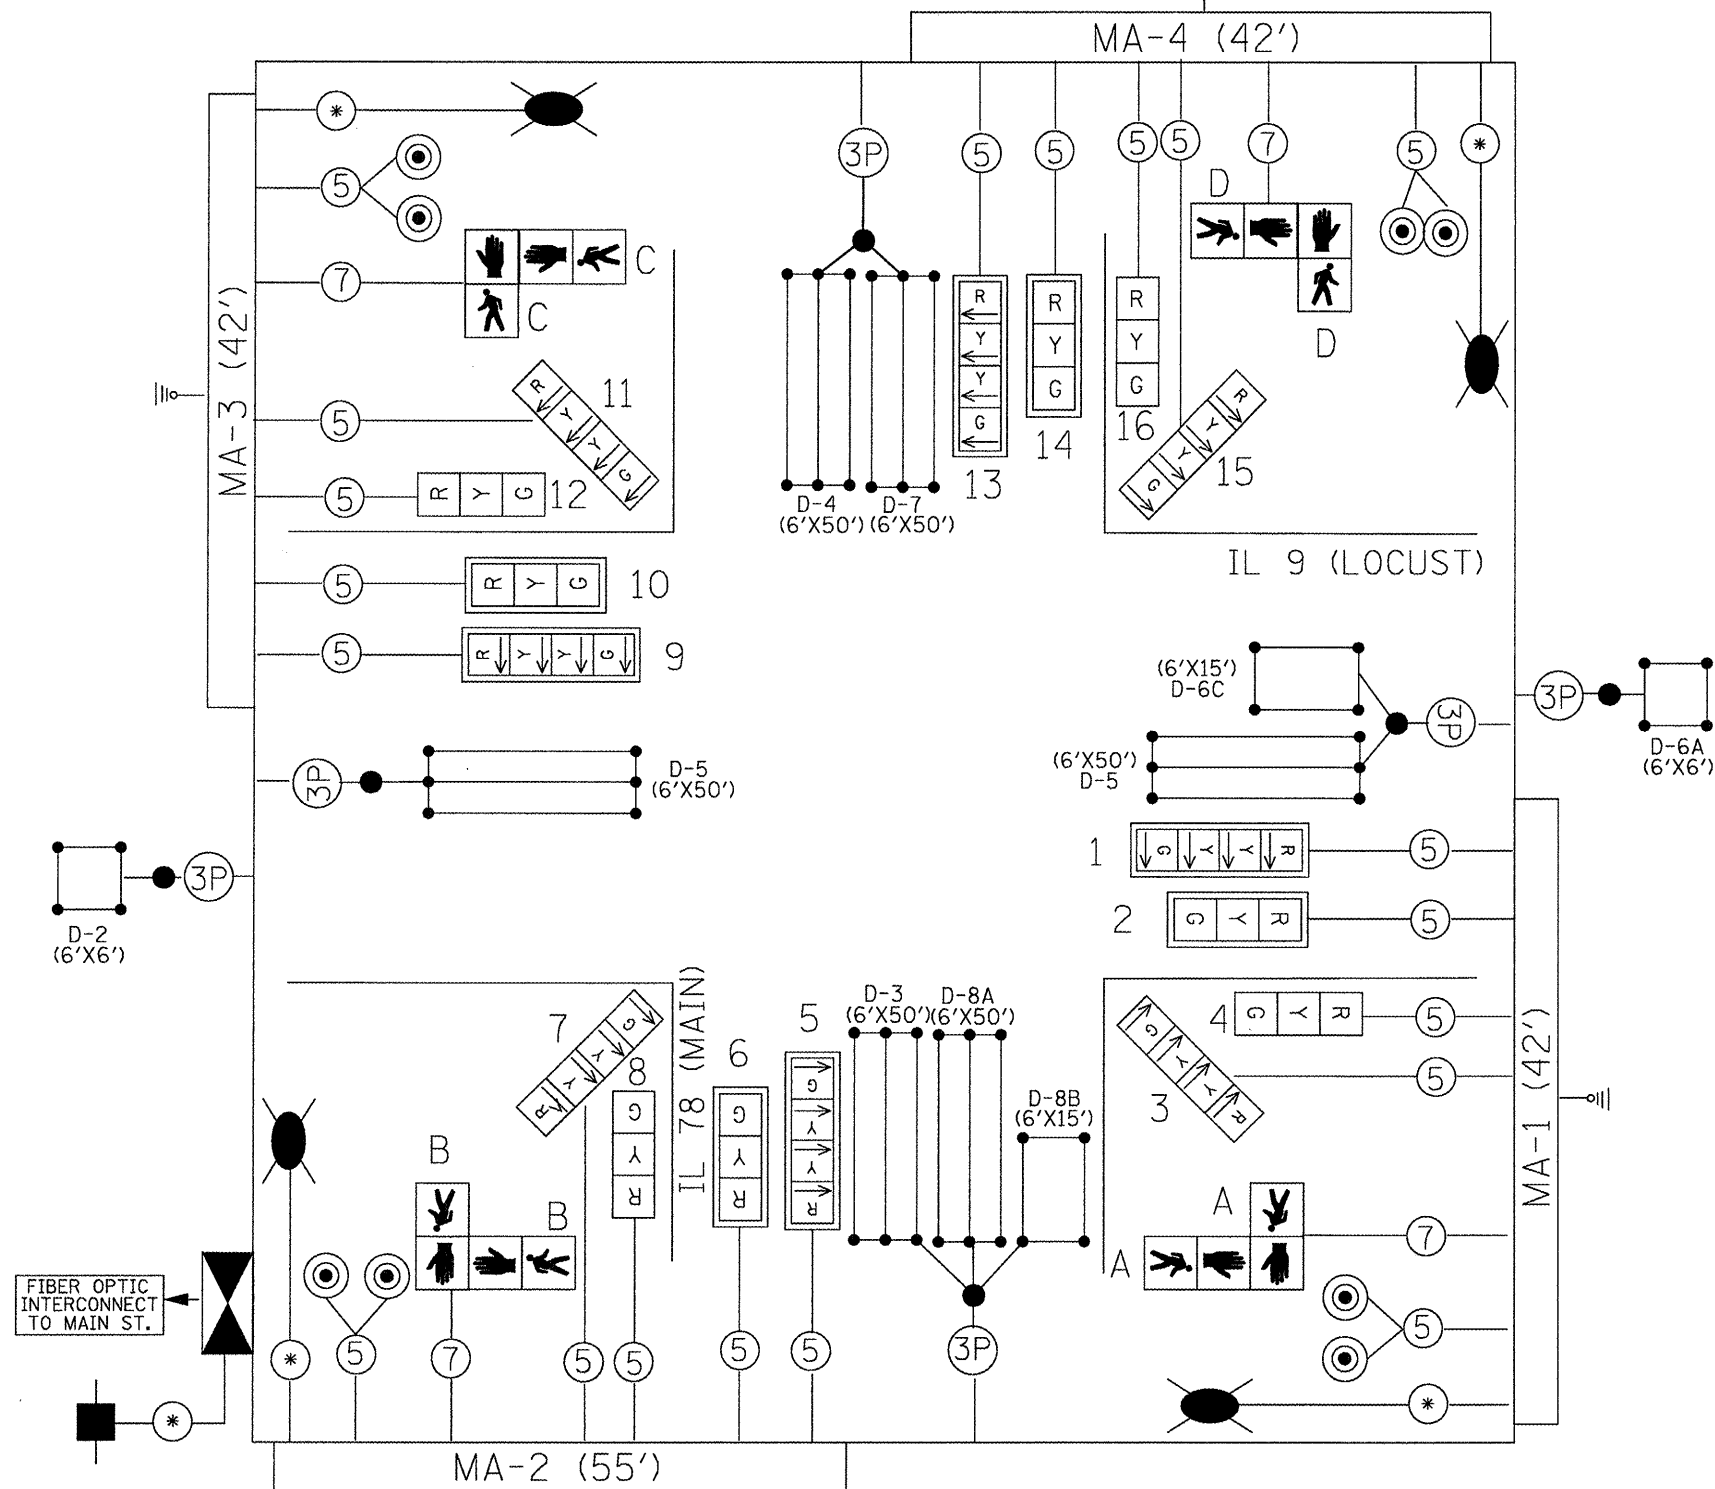 MA-4 (42')
*
5
7
C
C
MA-3 (42')
5
R Y Y G
11
5
R Y G
12
5
R Y G
10
5
R Y Y G
9
3P
D-4
(6'X50')
D-7
(6'X50')
5
R
Y
Y
G
13
5
R
Y
G
14
5
R
Y
G
16
5
R
Y
Y
G
15
7
D
D
5
*
IL 9 (LOCUST)
(6'X15')
D-6C
(6'X50')
D-5
3P
3P
D-6A
(6'X6')
3P
D-5
(6'X50')
3P
D-2
(6'X6')
1
G Y Y R
5
2
G Y R
5
4
G Y R
5
3
G Y Y R
5
MA-1 (42')
A
A
7
5
*
IL 78 (MAIN)
7
G
Y
Y
R
5
8
G
Y
R
5
6
G
Y
R
5
5
G
Y
Y
R
5
D-3
(6'X50')
D-8A
(6'X50')
D-8B
(6'X15')
3P
B
B
7
5
*
FIBER OPTIC
INTERCONNECT
TO MAIN ST.
*
MA-2 (55')